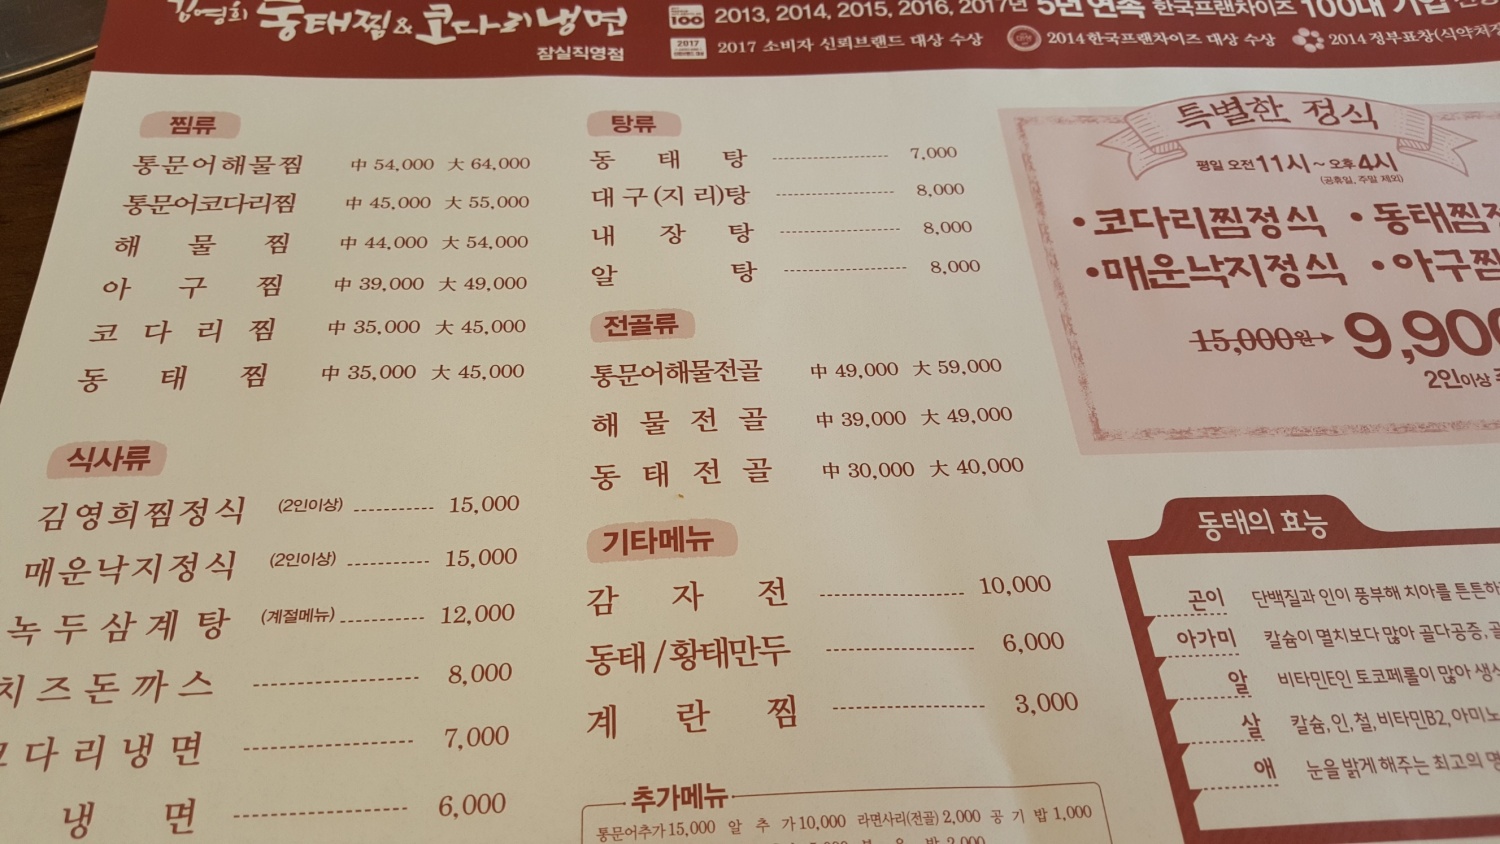 김영희 동태찜&코다리냉면
잠실직영점
2013, 2014, 2015, 2016, 2017년 5년 연속 한국프랜차이즈 100대 기업
2017 소비자 신뢰브랜드 대상 수상 2014 한국프랜차이즈 대상 수상 2014 정부표창(식약처장
찜류
통문어해물찜 中 54,000 大 64,000
통문어코다리찜 中 45,000 大 55,000
해물찜 中 44,000 大 54,000
아구찜 中 39,000 大 49,000
코다리찜 中 35,000 大 45,000
동태찜 中 35,000 大 45,000
식사류
김영희찜정식 (2인이상) 15,000
매운낙지정식 (2인이상) 15,000
녹두삼계탕 (계절메뉴) 12,000
치즈돈까스 8,000
코다리냉면 7,000
냉면 6,000
탕류
동태탕 7,000
대구(지리)탕 8,000
내장탕 8,000
알탕 8,000
전골류
통문어해물전골 中 49,000 大 59,000
해물전골 中 39,000 大 49,000
동태전골 中 30,000 大 40,000
기타메뉴
감자전 10,000
동태/황태만두 6,000
계란찜 3,000
추가메뉴
통문어추가 15,000 알추가 10,000 라면사리(전골) 2,000 공기밥 1,000
특별한 정식
평일 오전 11시 ~ 오후 4시
(공휴일, 주말 제외)
• 코다리찜정식 • 동태찜정
• 매운낙지정식 • 아구찜
15,000원 → 9,900
2인이상
동태의 효능
곤이 단백질과 인이 풍부해 치아를 튼튼하
아가미 칼슘이 멸치보다 많아 골다공증, 골
알 비타민E인 토코페롤이 많아 생식
살 칼슘, 인, 철, 비타민B2, 아미노
애 눈을 밝게 해주는 최고의 명